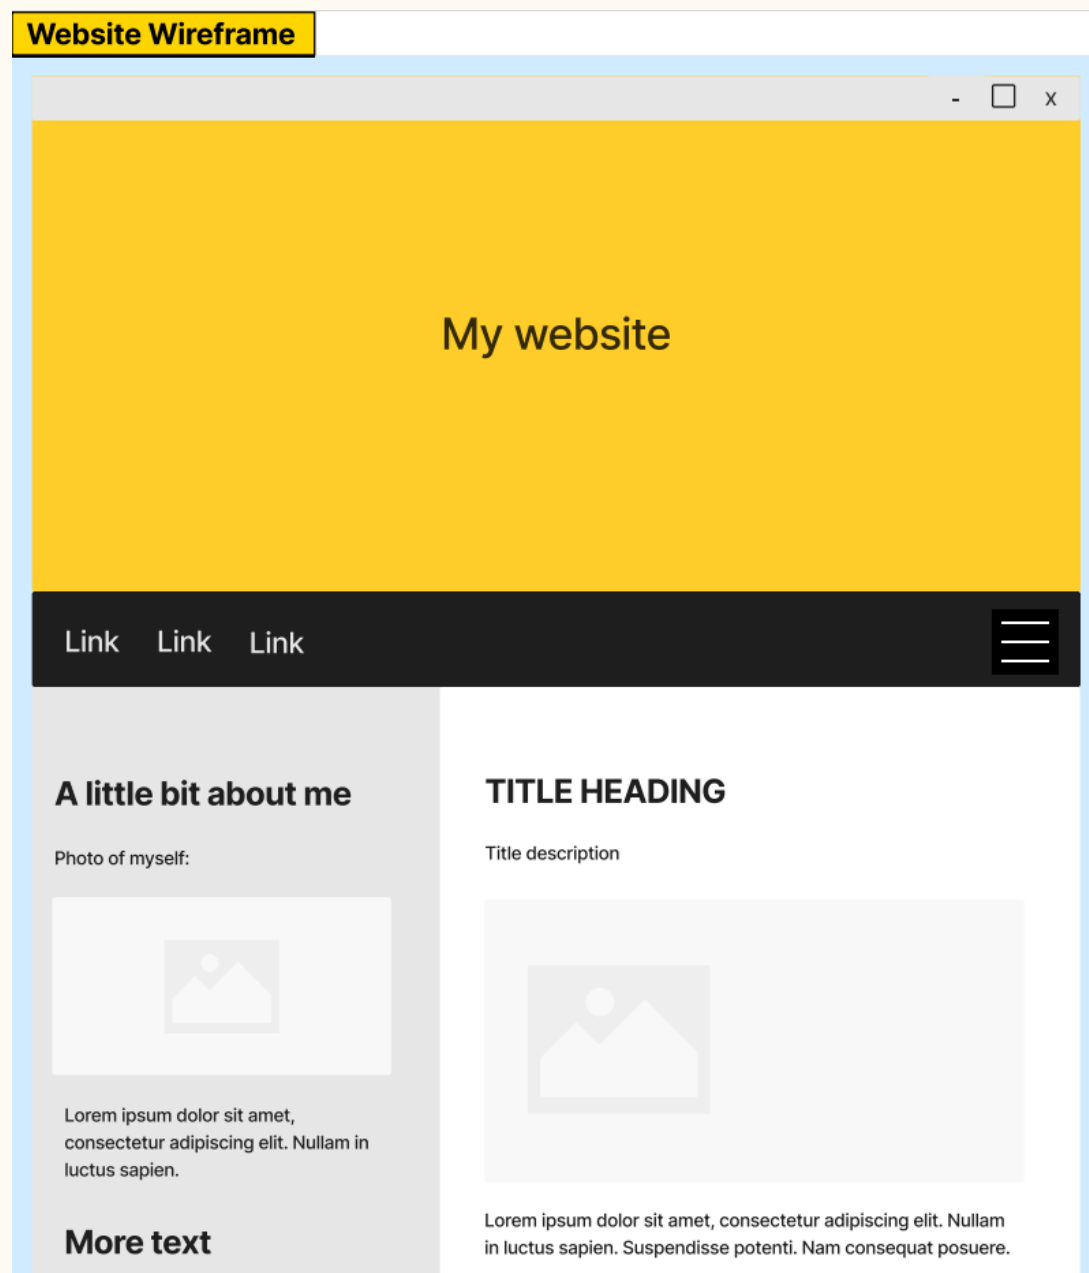 Website Wireframe
- x
My website
Link Link Link
A little bit about me
Photo of myself:
Lorem ipsum dolor sit amet,
consectetur adipiscing elit. Nullam in
luctus sapien.
More text
TITLE HEADING
Title description
Lorem ipsum dolor sit amet, consectetur adipiscing elit. Nullam
in luctus sapien. Suspendisse potenti. Nam consequat posuere.